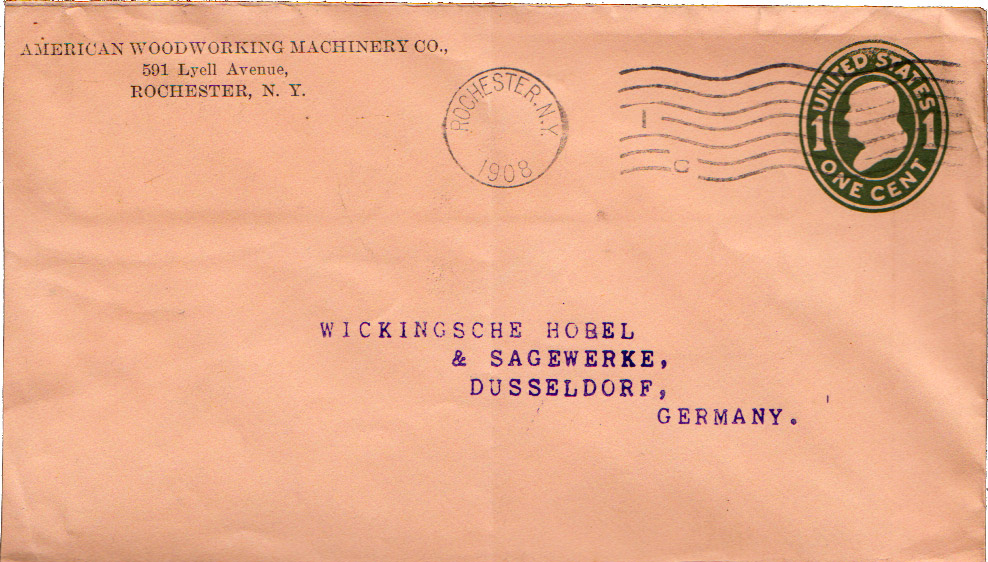 AMERICAN WOODWORKING MACHINERY CO.,
591 Lyell Avenue,
ROCHESTER, N. Y.
ROCHESTER, N.Y.
1908
1
C
UNITED STATES
1 1
ONE CENT
WICKINGSCHE HOBEL
& SAGEWERKE,
DUSSELDORF,
GERMANY.